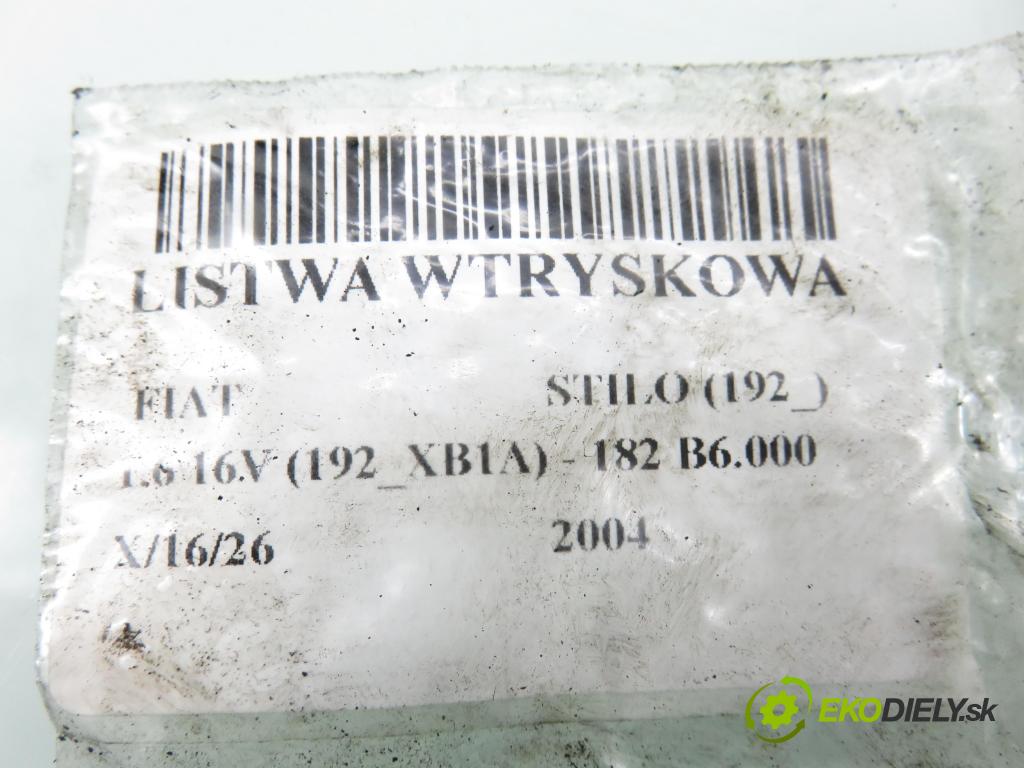 LISTWA WTRYSKOWA
FIAT STILO (192_)
1.6 16V (192_XB1A) - 182 B6.000
X/16/26 2004
EKODIELY.sk